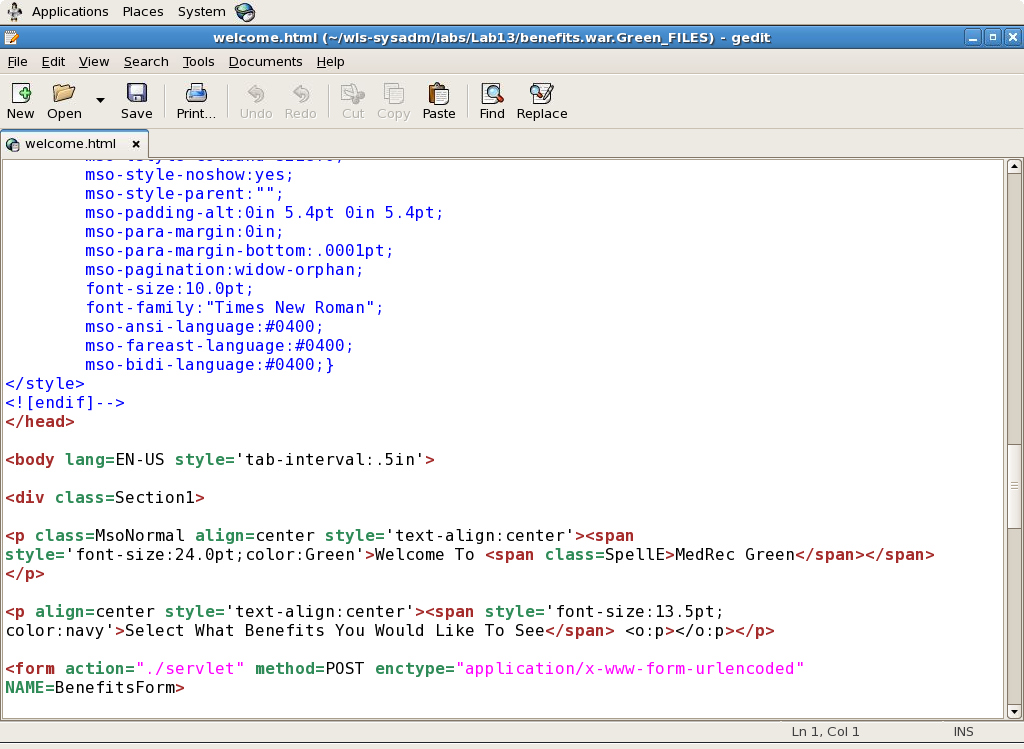 Applications Places System
welcome.html (~/wls-sysadm/labs/Lab13/benefits.war.Green_FILES) - gedit
File Edit View Search Tools Documents Help
New Open Save Print... Undo Redo Cut Copy Paste Find Replace
welcome.html
mso-style-noshow:yes;
mso-style-parent:"";
mso-padding-alt:0in 5.4pt 0in 5.4pt;
mso-para-margin:0in;
mso-para-margin-bottom:.0001pt;
mso-pagination:widow-orphan;
font-size:10.0pt;
font-family:"Times New Roman";
mso-ansi-language:#0400;
mso-fareast-language:#0400;
mso-bidi-language:#0400;}
</style>
<![endif]-->
</head>
<body lang=EN-US style='tab-interval:.5in'>
<div class=Section1>
<p class=MsoNormal align=center style='text-align:center'><span
style='font-size:24.0pt;color:Green'>Welcome To <span class=SpellE>MedRec Green</span></span>
</p>
<p align=center style='text-align:center'><span style='font-size:13.5pt;
color:navy'>Select What Benefits You Would Like To See</span> <o:p></o:p></p>
<form action="./servlet" method=POST enctype="application/x-www-form-urlencoded"
NAME=BenefitsForm>
Ln 1, Col 1 INS